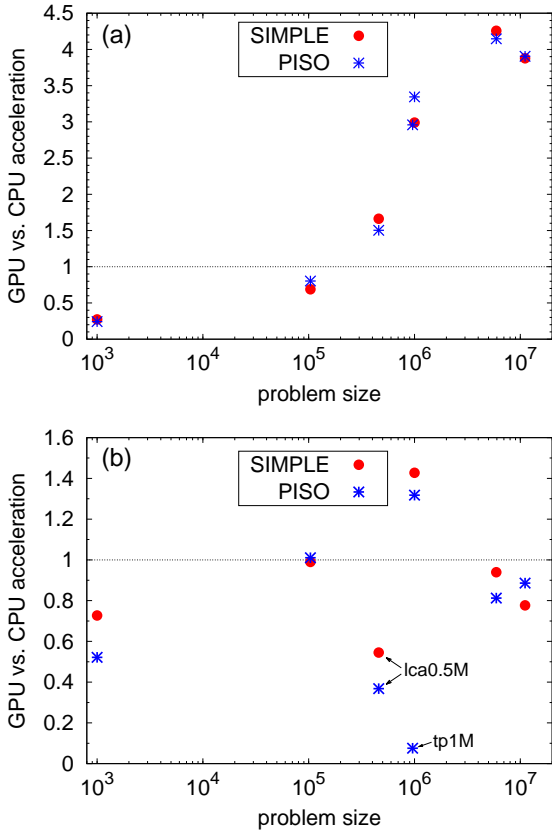 (a)
SIMPLE
PISO
GPU vs. CPU acceleration
4.5
4
3.5
3
2.5
2
1.5
1
0.5
0
10³ 10⁴ 10⁵ 10⁶ 10⁷
problem size
(b)
SIMPLE
PISO
GPU vs. CPU acceleration
1.6
1.4
1.2
1
0.8
0.6
0.4
0.2
0
lca0.5M
tp1M
10³ 10⁴ 10⁵ 10⁶ 10⁷
problem size